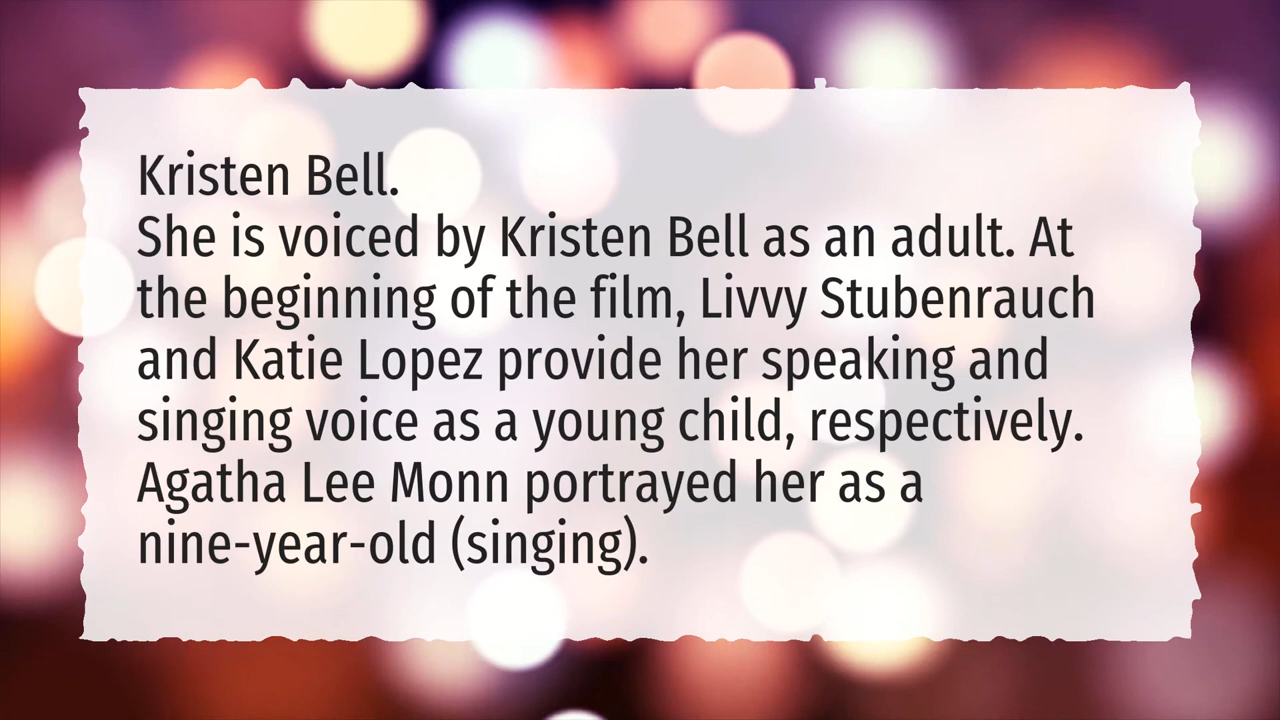 Kristen Bell.
She is voiced by Kristen Bell as an adult. At
the beginning of the film, Livvy Stubenrauch
and Katie Lopez provide her speaking and
singing voice as a young child, respectively.
Agatha Lee Monn portrayed her as a
nine-year-old (singing).